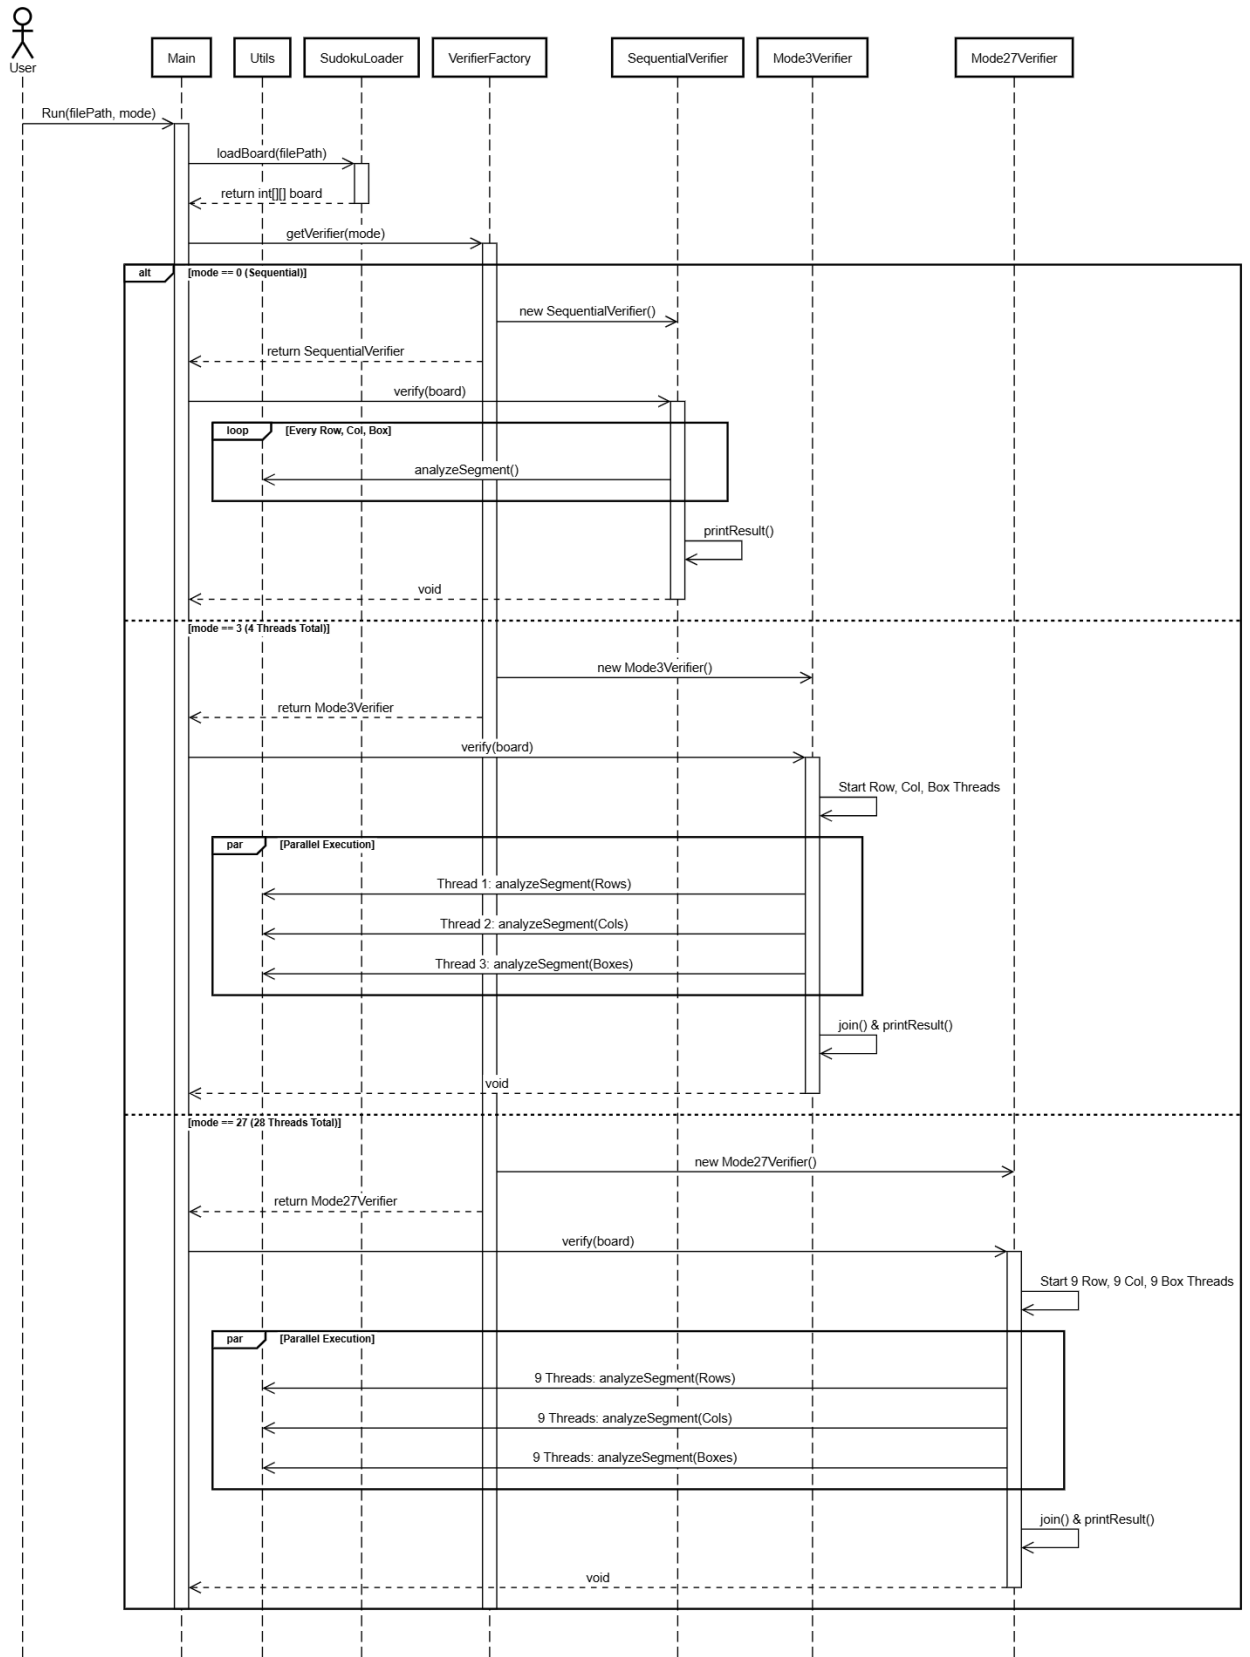 User
Main
Utils
SudokuLoader
VerifierFactory
SequentialVerifier
Mode3Verifier
Mode27Verifier
Run(filePath, mode)
loadBoard(filePath)
return int[][] board
getVerifier(mode)
alt
[mode == 0 (Sequential)]
new SequentialVerifier()
return SequentialVerifier
verify(board)
loop
[Every Row, Col, Box]
analyzeSegment()
printResult()
void
[mode == 3 (4 Threads Total)]
new Mode3Verifier()
return Mode3Verifier
verify(board)
Start Row, Col, Box Threads
par
[Parallel Execution]
Thread 1: analyzeSegment(Rows)
Thread 2: analyzeSegment(Cols)
Thread 3: analyzeSegment(Boxes)
join() & printResult()
void
[mode == 27 (28 Threads Total)]
new Mode27Verifier()
return Mode27Verifier
verify(board)
Start 9 Row, 9 Col, 9 Box Threads
par
[Parallel Execution]
9 Threads: analyzeSegment(Rows)
9 Threads: analyzeSegment(Cols)
9 Threads: analyzeSegment(Boxes)
join() & printResult()
void